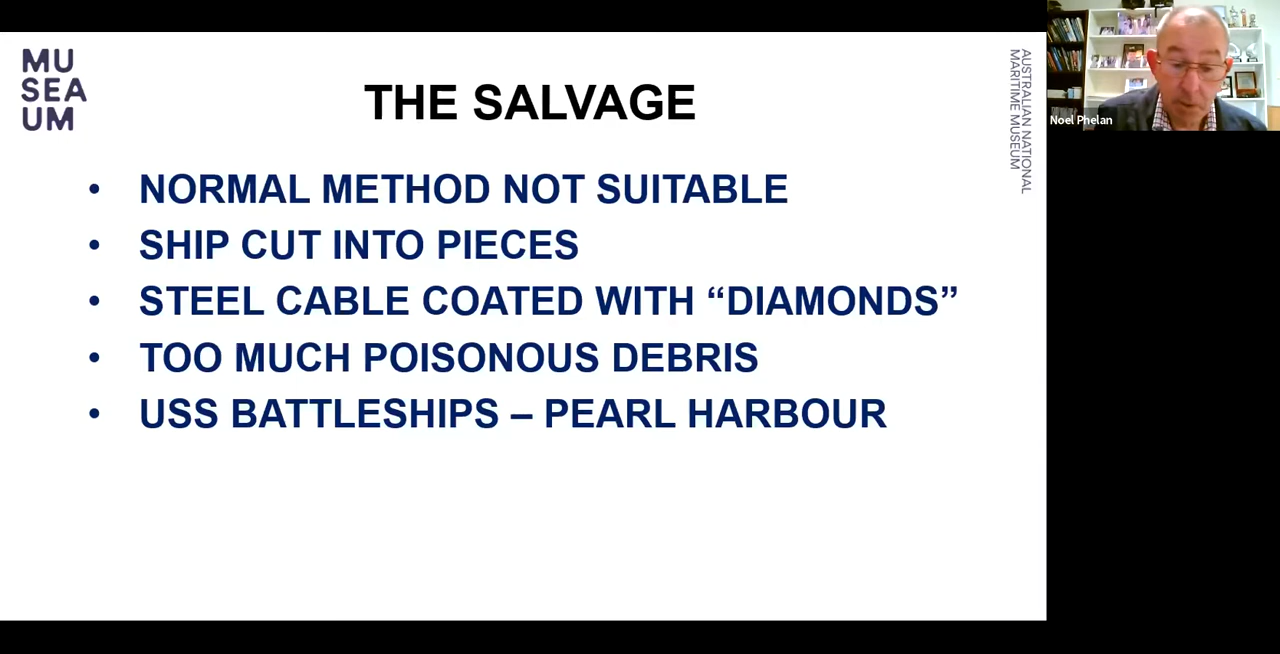 MU
SEA
UM
THE SALVAGE
AUSTRALIAN NATIONAL
MARITIME MUSEUM
Noel Phelan
• NORMAL METHOD NOT SUITABLE
• SHIP CUT INTO PIECES
• STEEL CABLE COATED WITH “DIAMONDS”
• TOO MUCH POISONOUS DEBRIS
• USS BATTLESHIPS – PEARL HARBOUR